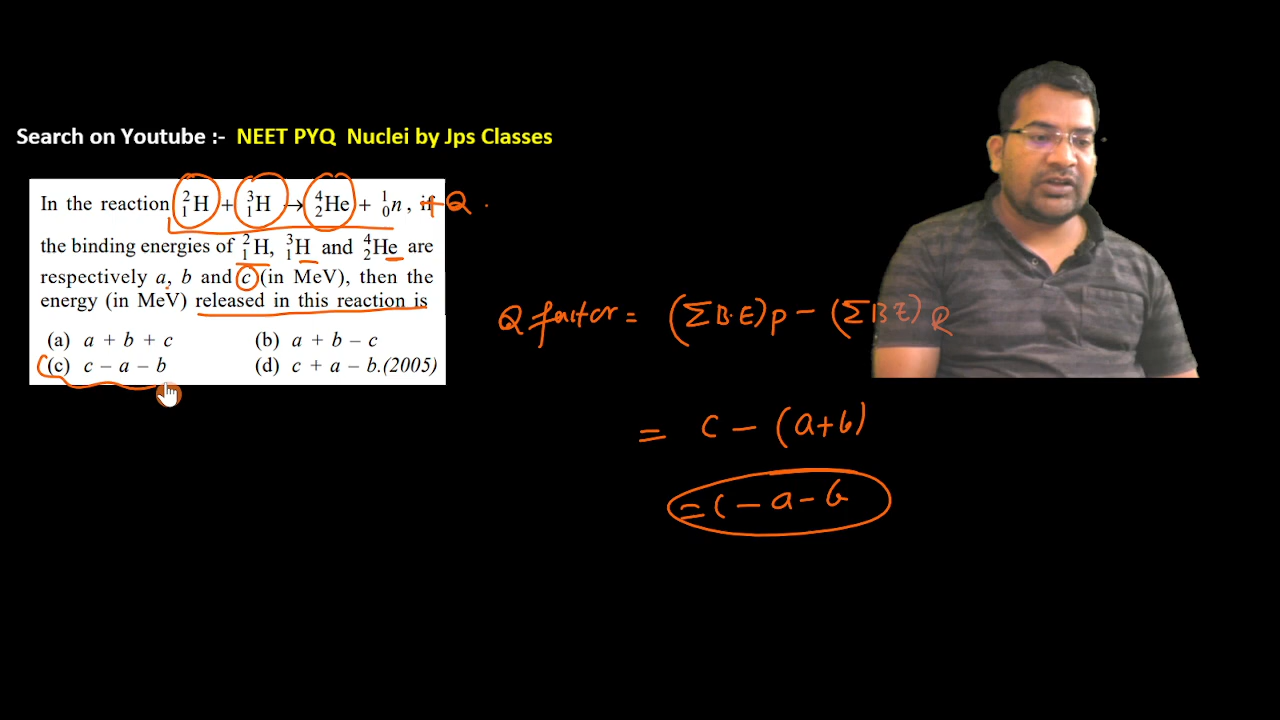 Search on Youtube :- NEET PYQ Nuclei by Jps Classes
In the reaction ²₁H + ³₁H → ⁴₂He + ¹₀n, if + Q.
the binding energies of ²₁H, ³₁H and ⁴₂He are
respectively a, b and c (in MeV), then the
energy (in MeV) released in this reaction is
(a) a + b + c (b) a + b – c
(c) c – a – b (d) c + a – b.(2005)
Q factor = (ΣB.E)P – (ΣBE)R
= c – (a+b)
= c – a – b